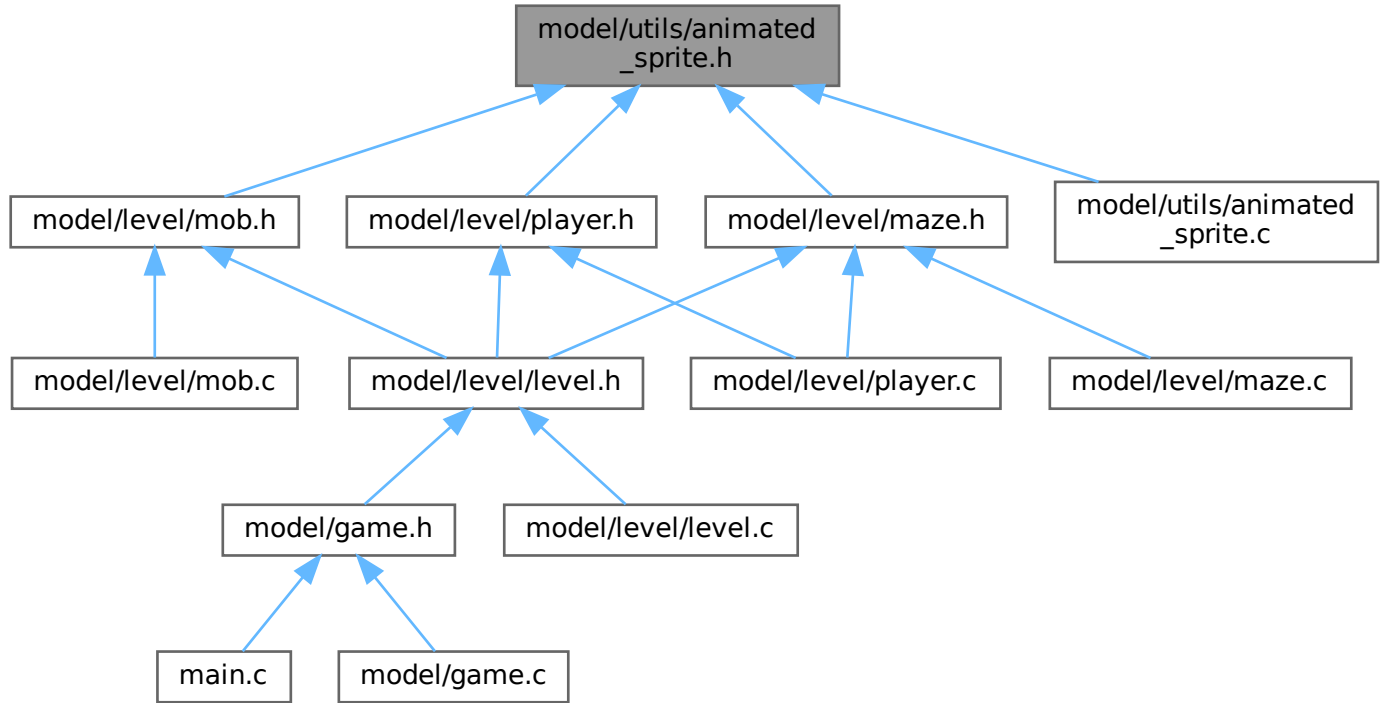 model/utils/animated
_sprite.h
model/level/mob.h
model/level/player.h
model/level/maze.h
model/utils/animated
_sprite.c
model/level/mob.c
model/level/level.h
model/level/player.c
model/level/maze.c
model/game.h
model/level/level.c
main.c
model/game.c